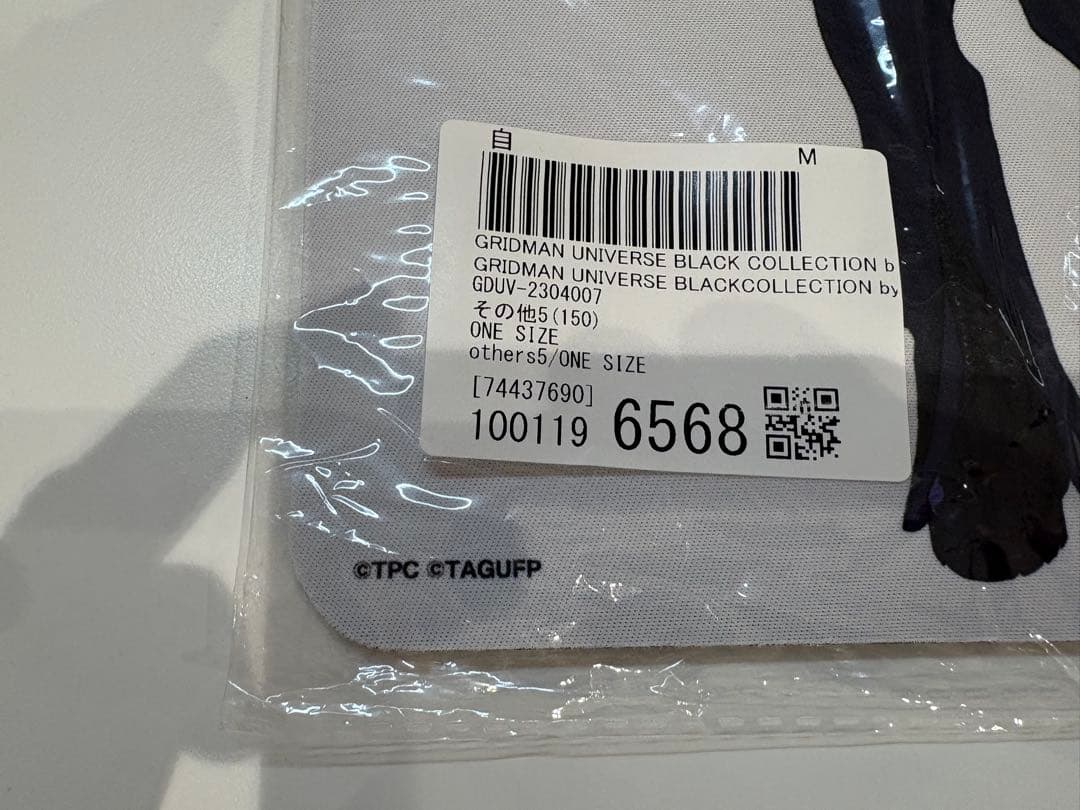 自 M
GRIDMAN UNIVERSE BLACK COLLECTION b
GRIDMAN UNIVERSE BLACKCOLLECTION by
GDUV-2304007
その他5(150)
ONE SIZE
others5/ONE SIZE
[74437690]
100119 6568
©TPC ©TAGUFP